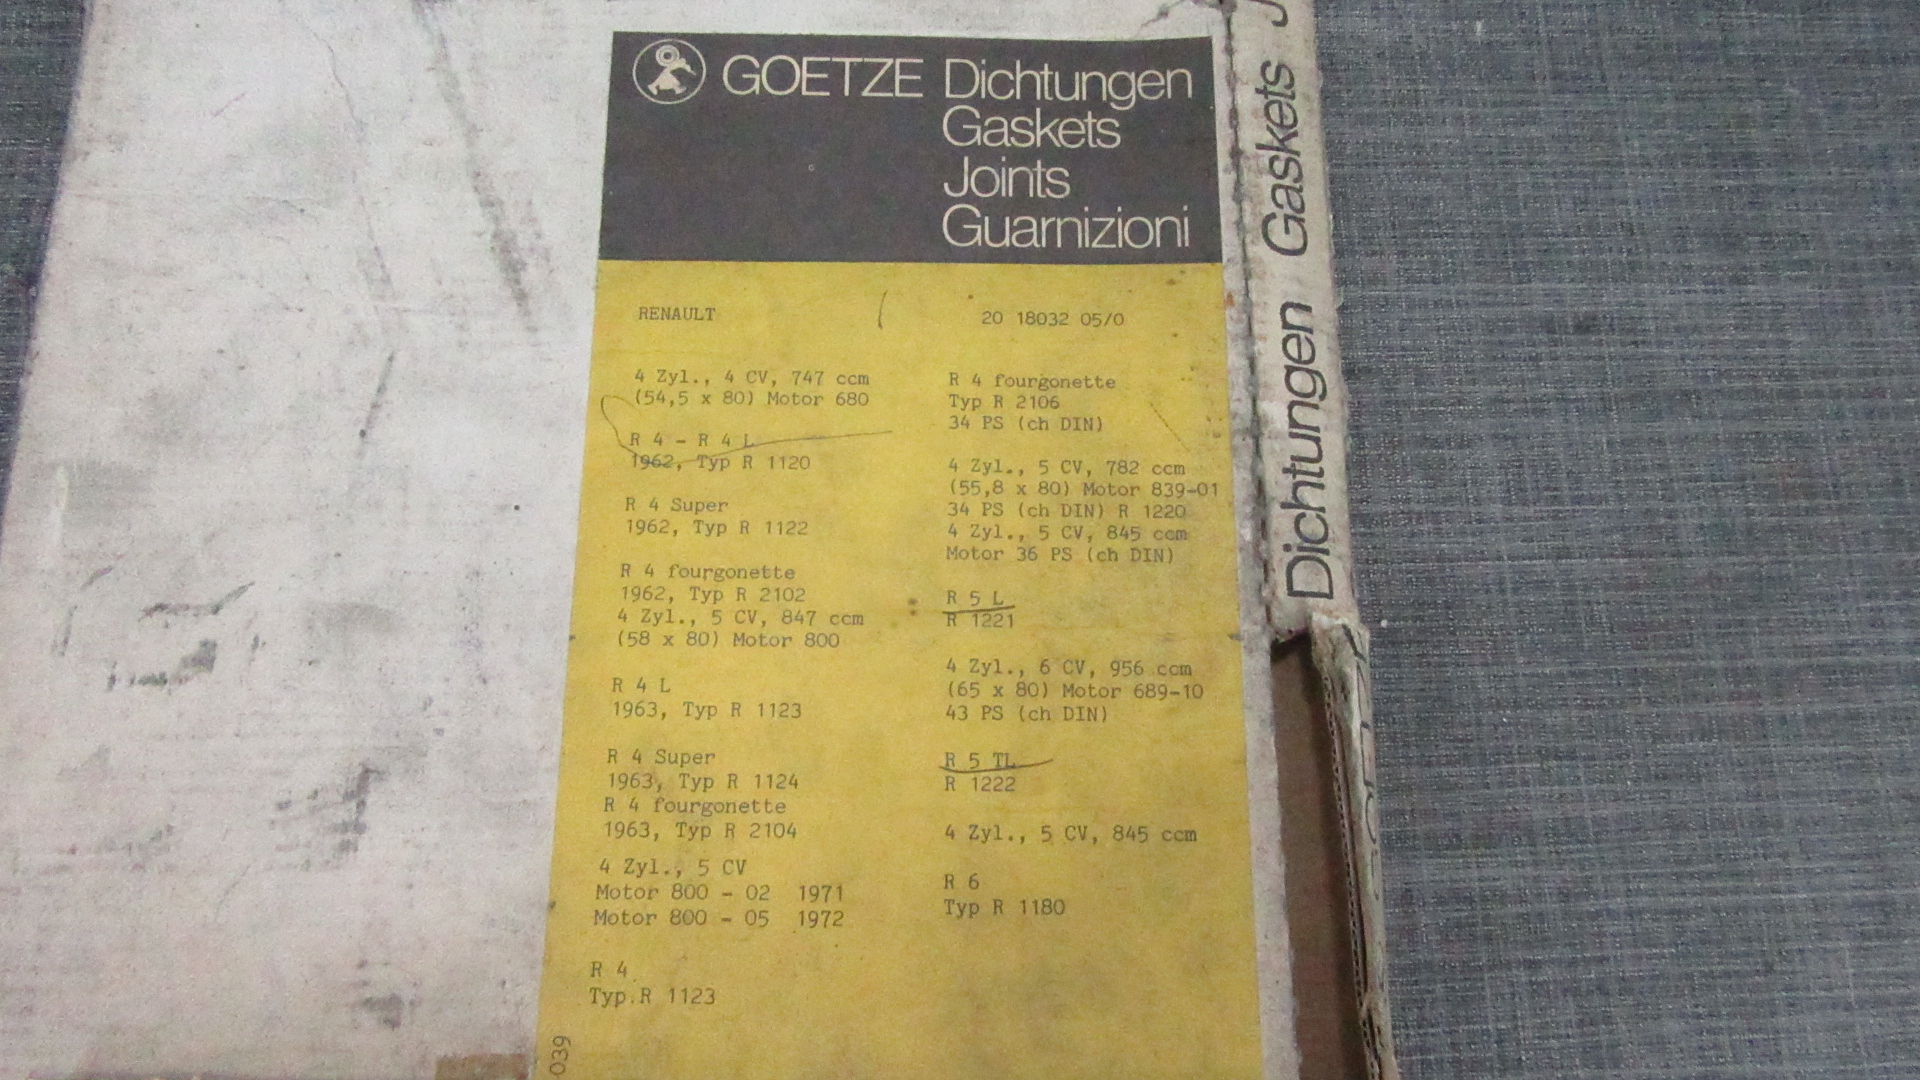 GOETZE Dichtungen
Gaskets
Joints
Guarnizioni
RENAULT
20 18032 05/0
4 Zyl., 4 CV, 747 ccm
(54,5 x 80) Motor 680
R 4 - R 4 L
1962, Typ R 1120
R 4 Super
1962, Typ R 1122
R 4 fourgonette
1962, Typ R 2102
4 Zyl., 5 CV, 847 ccm
(58 x 80) Motor 800
R 4 L
1963, Typ R 1123
R 4 Super
1963, Typ R 1124
R 4 fourgonette
1963, Typ R 2104
4 Zyl., 5 CV
Motor 800 - 02 1971
Motor 800 - 05 1972
R 4
Typ.R 1123
R 4 fourgonette
Typ R 2106
34 PS (ch DIN)
4 Zyl., 5 CV, 782 ccm
(55,8 x 80) Motor 839-01
34 PS (ch DIN) R 1220
4 Zyl., 5 CV, 845 ccm
Motor 36 PS (ch DIN)
R 5 L
R 1221
4 Zyl., 6 CV, 956 ccm
(65 x 80) Motor 689-10
43 PS (ch DIN)
R 5 TL
R 1222
4 Zyl., 5 CV, 845 ccm
R 6
Typ R 1180
039
Dichtungen Gaskets J